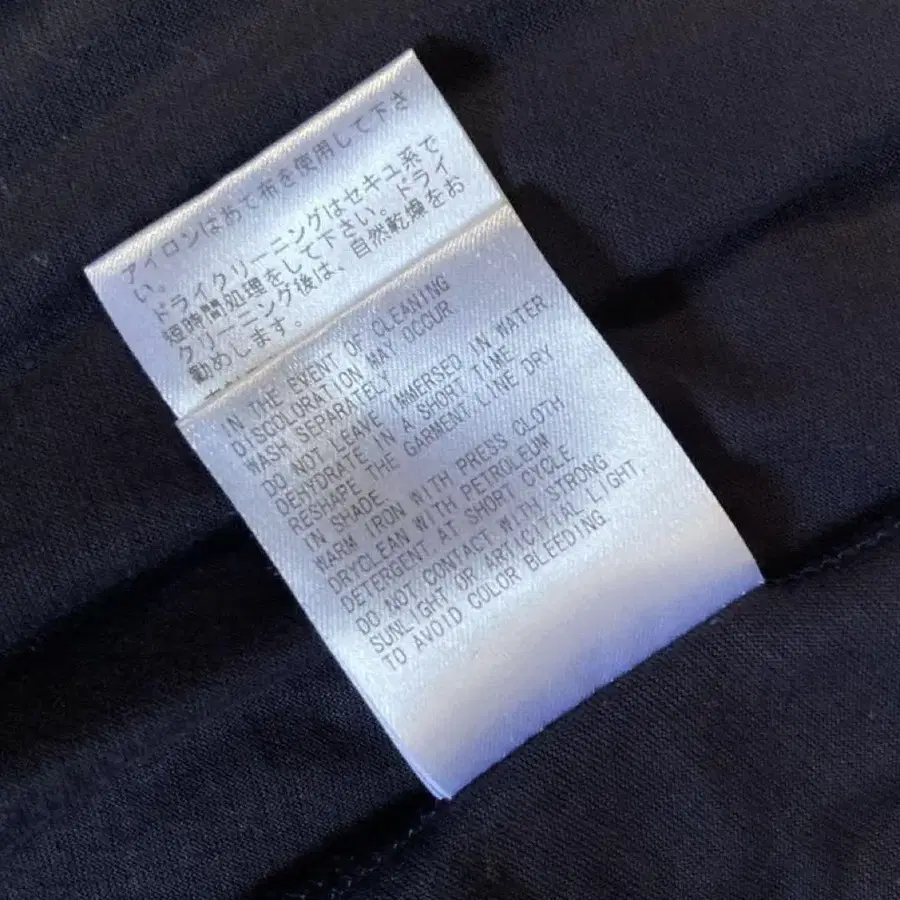 アイロンはあて布を使用して下さ
い。
ドライクリーニングはセキユ系で
短時間処理をして下さい。ドライ
クリーニング後は、自然乾燥をお
勧めします。
IN THE EVENT OF CLEANING
DISCOLORATION MAY OCCUR
WASH SEPARATELY
DO NOT LEAVE IMMERSED IN WATER
DEHYDRATE IN A SHORT TIME
RESHAPE THE GARMENT,LINE DRY
IN SHADE.
WARM IRON WITH PRESS CLOTH
DRYCLEAN WITH PETROLEUM
DETERGENT AT SHORT CYCLE
DO NOT CONTACT WITH STRONG
SUNLIGHT OR ARTICITIAL LIGHT,
TO AVOID COLOR BLEEDING